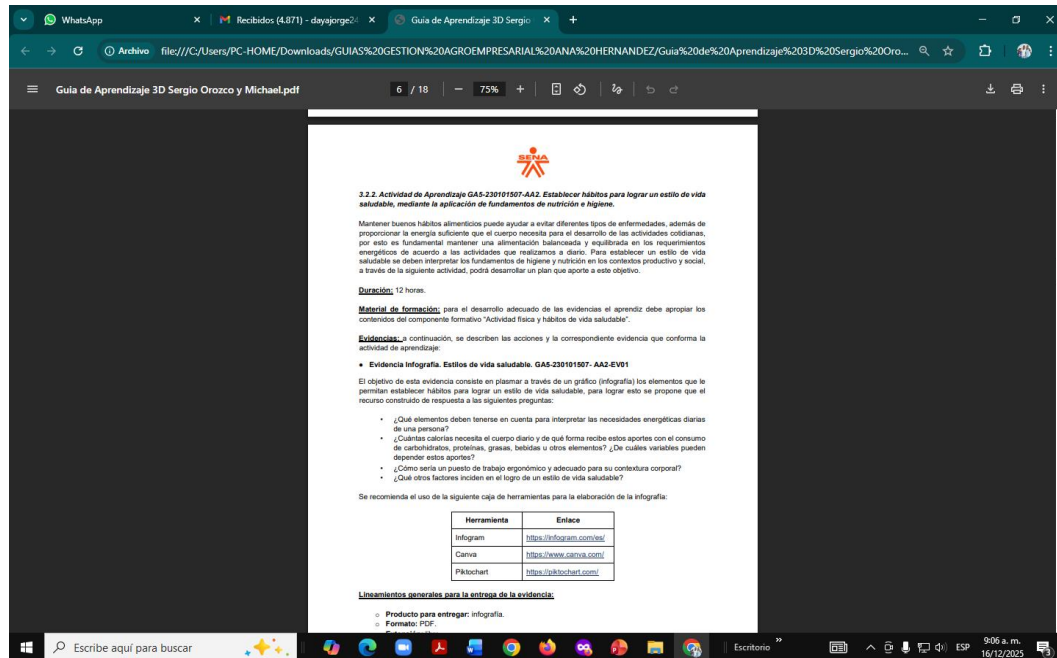 WhatsApp
Recibidos (4.871) - dayajorge24
Guia de Aprendizaje 3D Sergio
Archivo file:///C:/Users/PC-HOME/Downloads/GUIAS%20GESTION%20AGROEMPRESARIAL%20ANA%20HERNANDEZ/Guia%20de%20Aprendizaje%203D%20Sergio%20Oro...
Guia de Aprendizaje 3D Sergio Orozco y Michael.pdf
6 / 18
75%
SENA
3.2.2. Actividad de Aprendizaje GA5-230101507-AA2. Establecer hábitos para lograr un estilo de vida
saludable, mediante la aplicación de fundamentos de nutrición e higiene.
Mantener buenos hábitos alimenticios puede ayudar a evitar diferentes tipos de enfermedades, además de
proporcionar la energía suficiente que el cuerpo necesita para el desarrollo de las actividades cotidianas,
por esto es fundamental mantener una alimentación balanceada y equilibrada en los requerimientos
energéticos de acuerdo a las actividades que realizamos a diario. Para establecer un estilo de vida
saludable se deben interpretar los fundamentos de higiene y nutrición en los contextos productivo y social,
a través de la siguiente actividad, podrá desarrollar un plan que aporte a este objetivo.
Duración: 12 horas.
Material de formación: para el desarrollo adecuado de las evidencias el aprendiz debe apropiar los
contenidos del componente formativo “Actividad física y hábitos de vida saludable”.
Evidencias: a continuación, se describen las acciones y la correspondiente evidencia que conforma la
actividad de aprendizaje:
● Evidencia Infografía. Estilos de vida saludable. GA5-230101507- AA2-EV01
El objetivo de esta evidencia consiste en plasmar a través de un gráfico (infografía) los elementos que le
permitan establecer hábitos para lograr un estilo de vida saludable, para lograr esto se propone que el
recurso construido de respuesta a las siguientes preguntas:
• ¿Qué elementos deben tenerse en cuenta para interpretar las necesidades energéticas diarias
de una persona?
• ¿Cuántas calorías necesita el cuerpo diario y de qué forma recibe estos aportes con el consumo
de carbohidratos, proteínas, grasas, bebidas u otros elementos? ¿De cuáles variables pueden
depender estos aportes?
• ¿Cómo sería un puesto de trabajo ergonómico y adecuado para su contextura corporal?
• ¿Qué otros factores inciden en el logro de un estilo de vida saludable?
Se recomienda el uso de la siguiente caja de herramientas para la elaboración de la infografía:
Herramienta Enlace
Infogram https://infogram.com/es/
Canva https://www.canva.com/
Piktochart https://piktochart.com/
Lineamientos generales para la entrega de la evidencia:
○ Producto para entregar: infografía.
○ Formato: PDF.
Escribe aquí para buscar
Escritorio
ESP
9:06 a. m.
16/12/2025
3